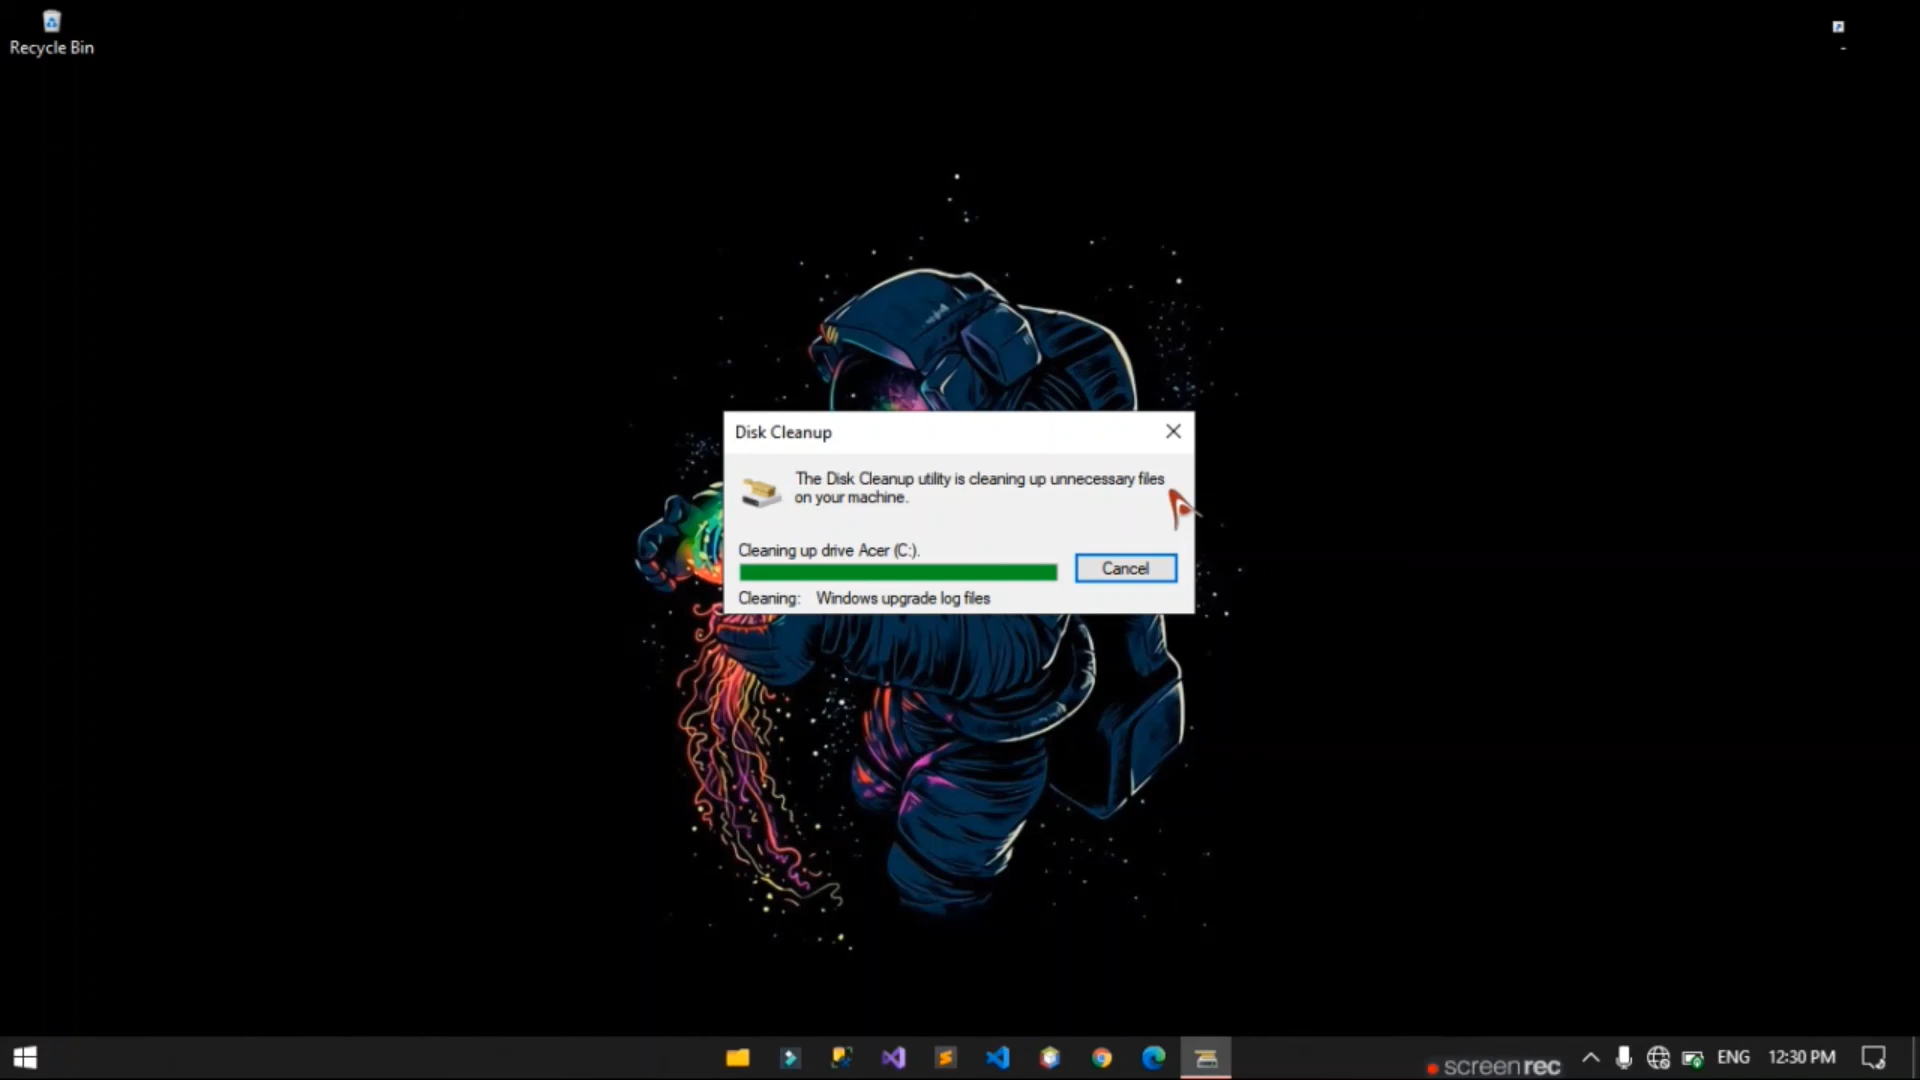 Recycle Bin
Disk Cleanup
The Disk Cleanup utility is cleaning up unnecessary files
on your machine.
Cleaning up drive Acer (C:).
Cancel
Cleaning: Windows upgrade log files
screenrec
ENG
12:30 PM